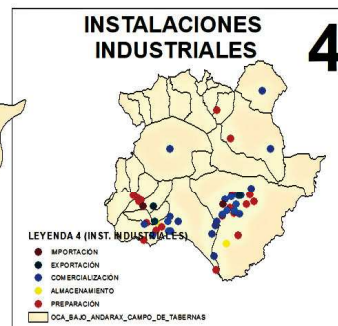 INSTALACIONES
INDUSTRIALES
4
LEYENDA 4 (INST. INDUSTRIALES)
IMPORTACIÓN
EXPORTACIÓN
COMERCIALIZACIÓN
ALMACENAMIENTO
PREPARACIÓN
OCA_BAJO_ANDARAX_CAMPO_DE_TABERNAS